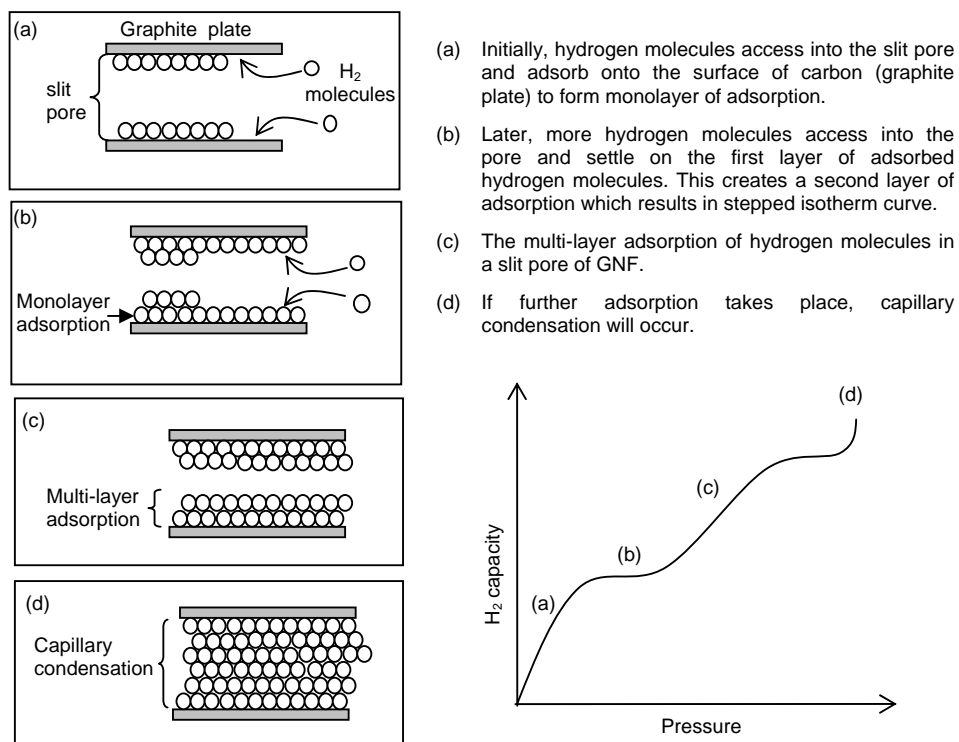 (a)
Graphite plate
slit
pore
H2
molecules
(b)
Monolayer
adsorption
(c)
Multi-layer
adsorption
(d)
Capillary
condensation
(a) Initially, hydrogen molecules access into the slit pore
and adsorb onto the surface of carbon (graphite
plate) to form monolayer of adsorption.
(b) Later, more hydrogen molecules access into the
pore and settle on the first layer of adsorbed
hydrogen molecules. This creates a second layer of
adsorption which results in stepped isotherm curve.
(c) The multi-layer adsorption of hydrogen molecules in
a slit pore of GNF.
(d) If further adsorption takes place, capillary
condensation will occur.
(d)
(c)
(b)
(a)
H2 capacity
Pressure